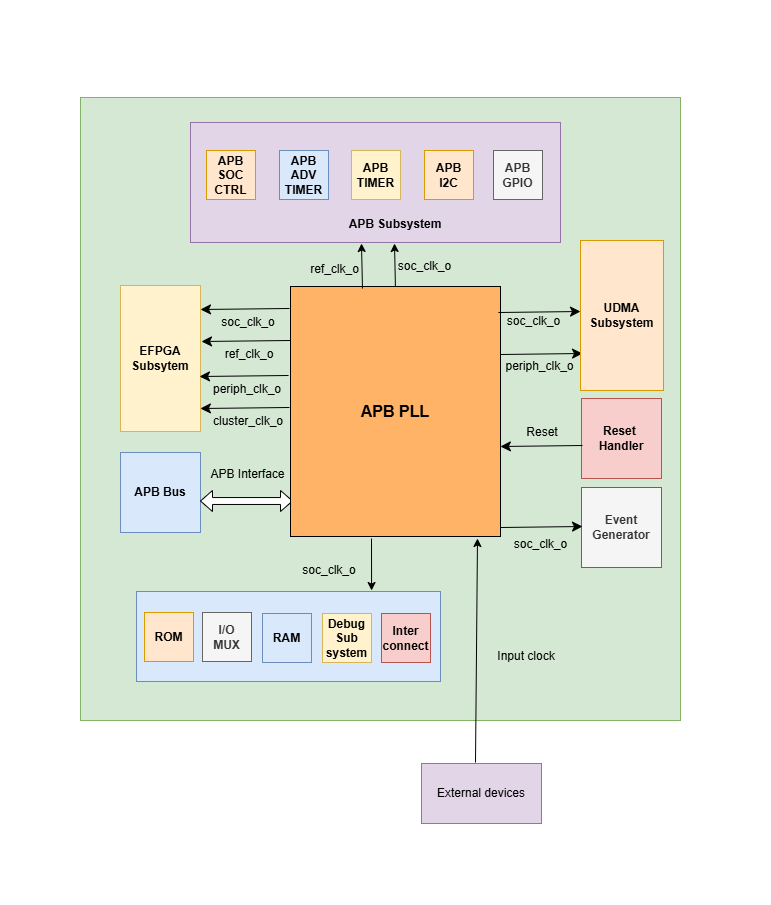 APB
SOC
CTRL
APB
ADV
TIMER
APB
TIMER
APB
I2C
APB
GPIO
APB Subsystem
ref_clk_o
soc_clk_o
EFPGA
Subsytem
soc_clk_o
ref_clk_o
periph_clk_o
cluster_clk_o
APB PLL
soc_clk_o
periph_clk_o
UDMA
Subsystem
Reset
Reset
Handler
APB Bus
APB Interface
soc_clk_o
Event
Generator
soc_clk_o
ROM
I/O
MUX
RAM
Debug
Sub
system
Inter
connect
Input clock
External devices